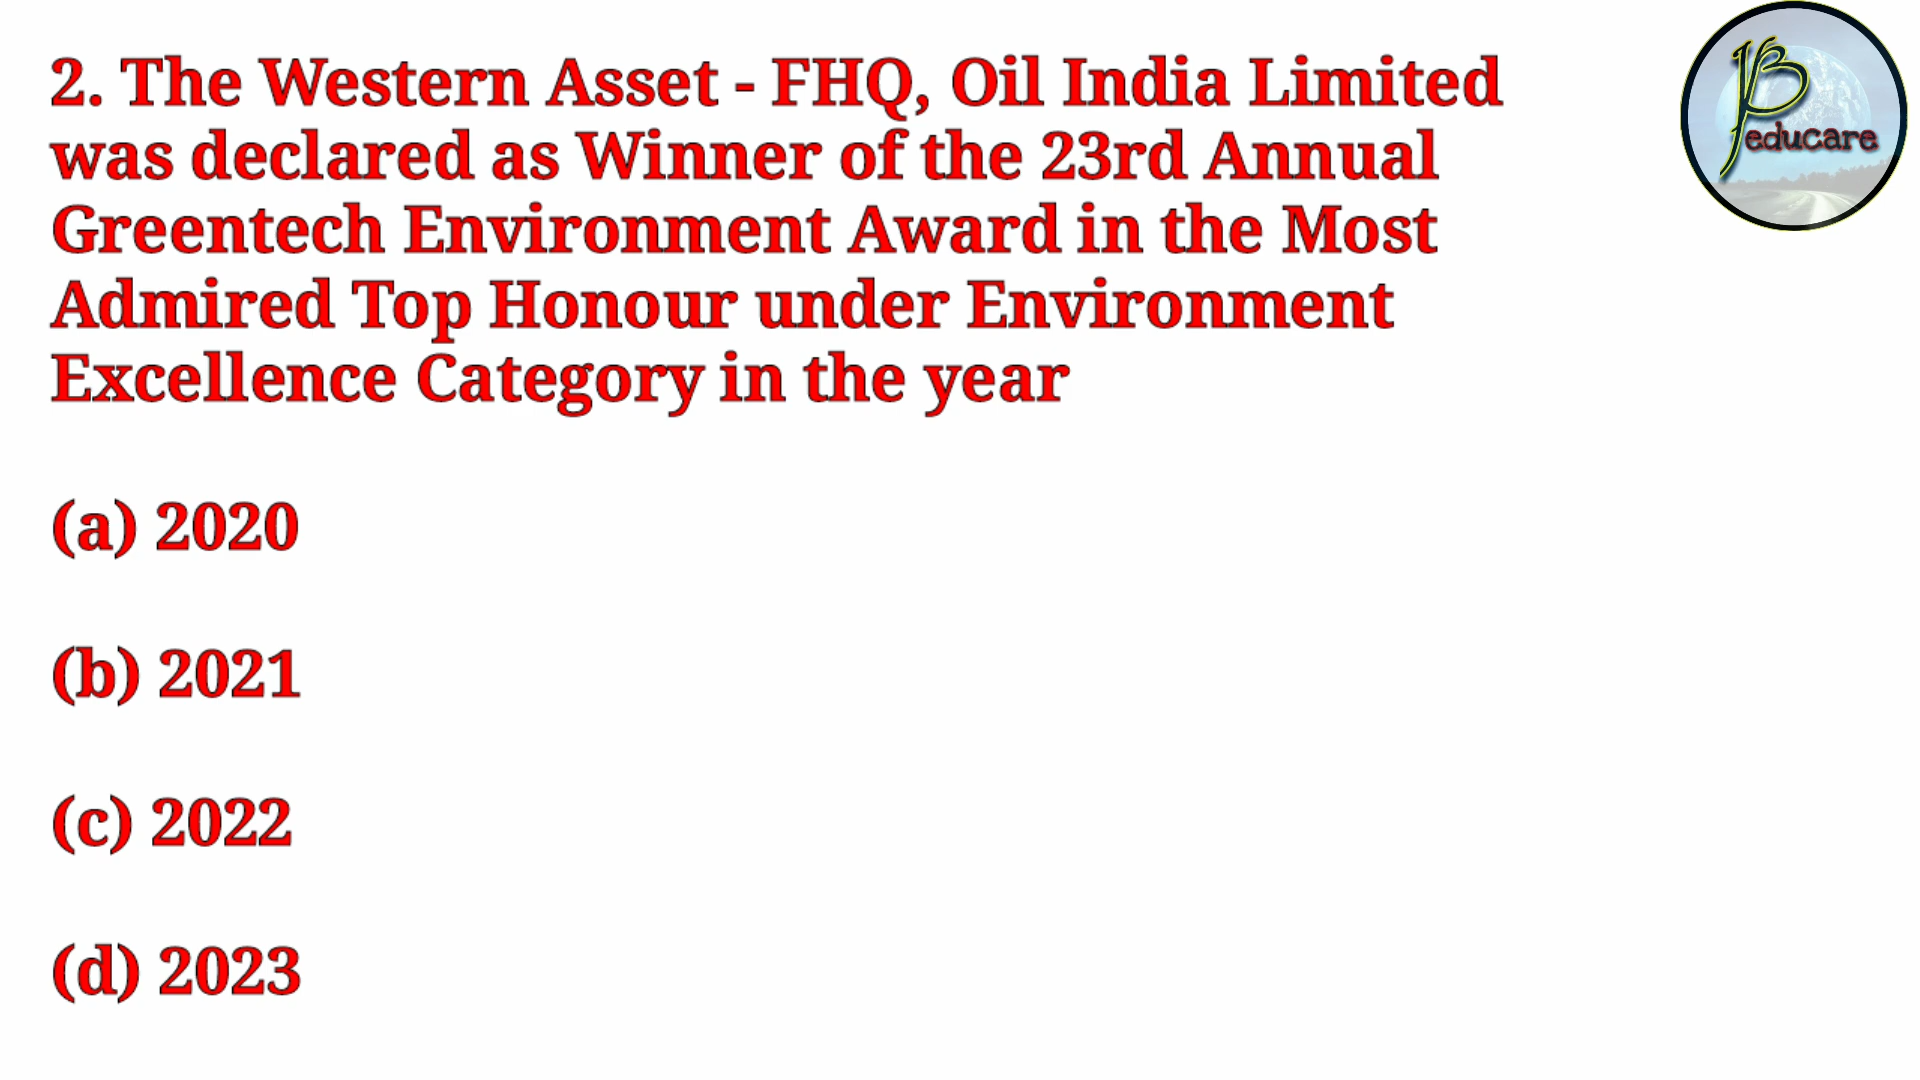 2. The Western Asset - FHQ, Oil India Limited
was declared as Winner of the 23rd Annual
Greentech Environment Award in the Most
Admired Top Honour under Environment
Excellence Category in the year
(a) 2020
(b) 2021
(c) 2022
(d) 2023
educare